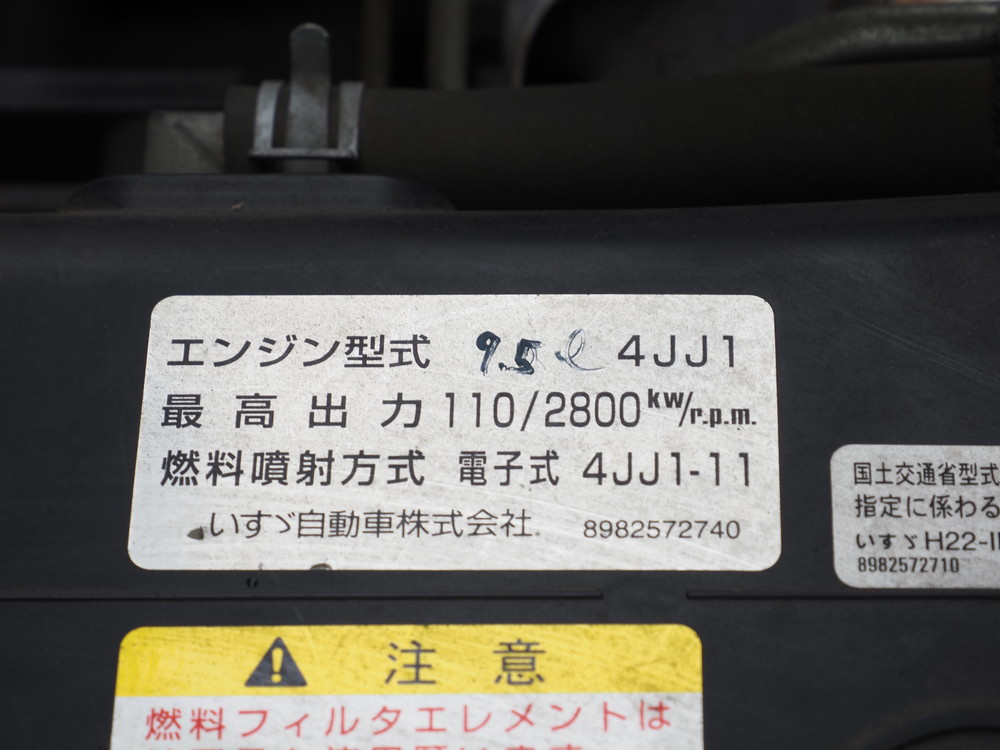 エンジン型式 9.5ℓ 4JJ1
最高出力 110/2800kw/r.p.m.
燃料噴射方式 電子式 4JJ1-11
いすゞ自動車株式会社 8982572740
国土交通省型式
指定に係わる
いすゞH22-
8982572710
注意
燃料フィルタエレメントは